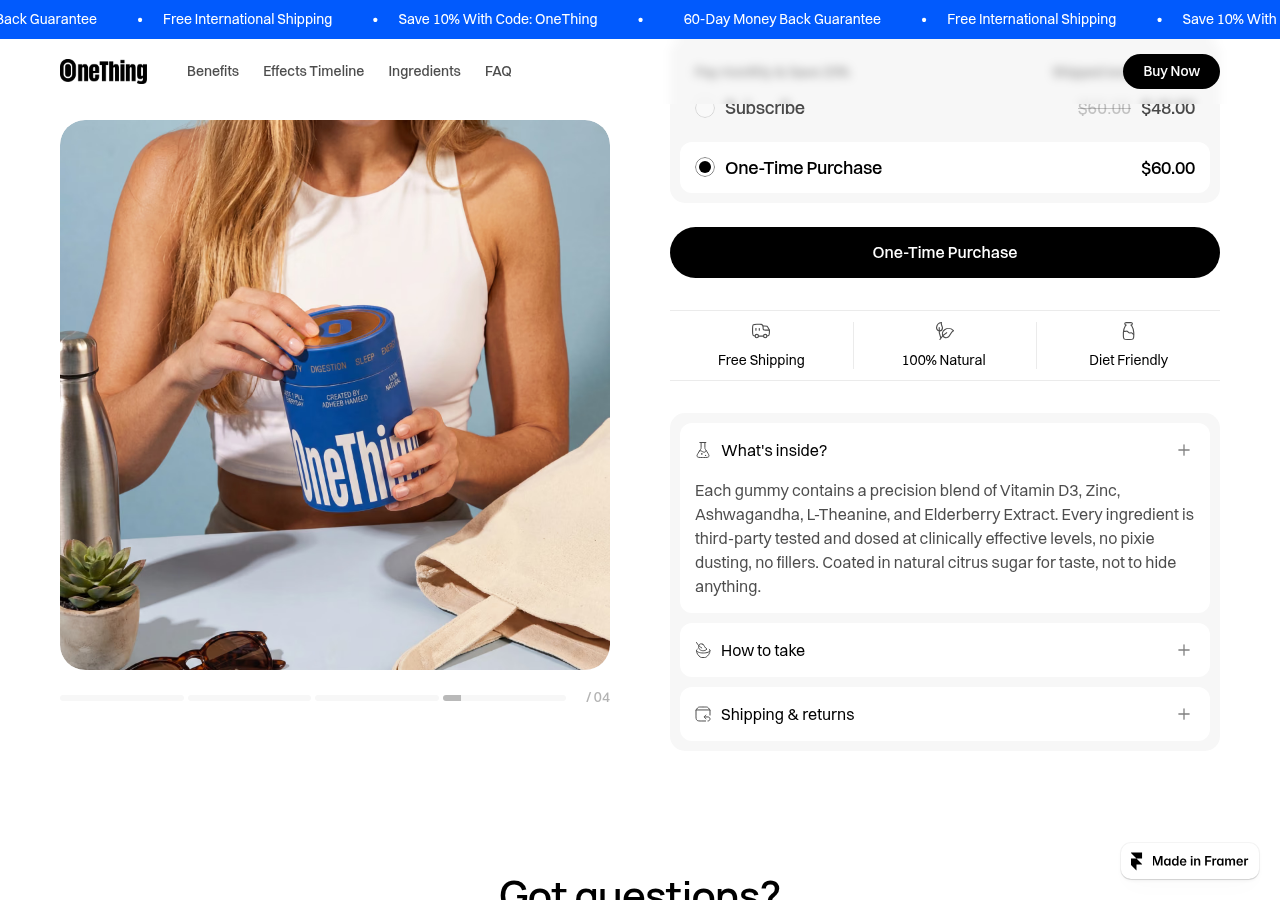 Back Guarantee • Free International Shipping • Save 10% With Code: OneThing • 60-Day Money Back Guarantee • Free International Shipping • Save 10% With
OneThing Benefits Effects Timeline Ingredients FAQ
Buy Now
Subscribe $60.00 $48.00
One-Time Purchase $60.00
One-Time Purchase
Free Shipping
100% Natural
Diet Friendly
DIGESTION SLEEP
CREATED BY
ADHEEB HAMEED
OneThing
/ 04
What's inside?
Each gummy contains a precision blend of Vitamin D3, Zinc,
Ashwagandha, L-Theanine, and Elderberry Extract. Every ingredient is
third-party tested and dosed at clinically effective levels, no pixie
dusting, no fillers. Coated in natural citrus sugar for taste, not to hide
anything.
How to take
Shipping & returns
Made in Framer
Got questions?